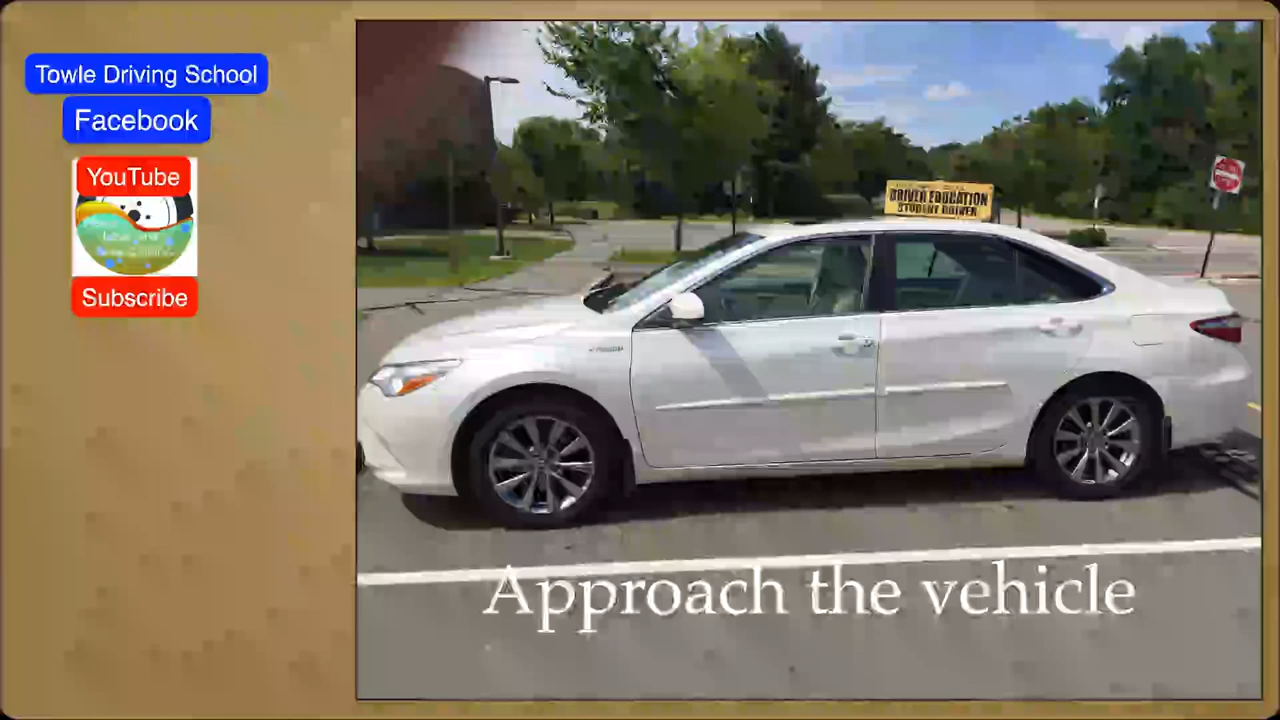 Towle Driving School
Facebook
YouTube
Subscribe
DRIVER EDUCATION
STUDENT DRIVER
Approach the vehicle